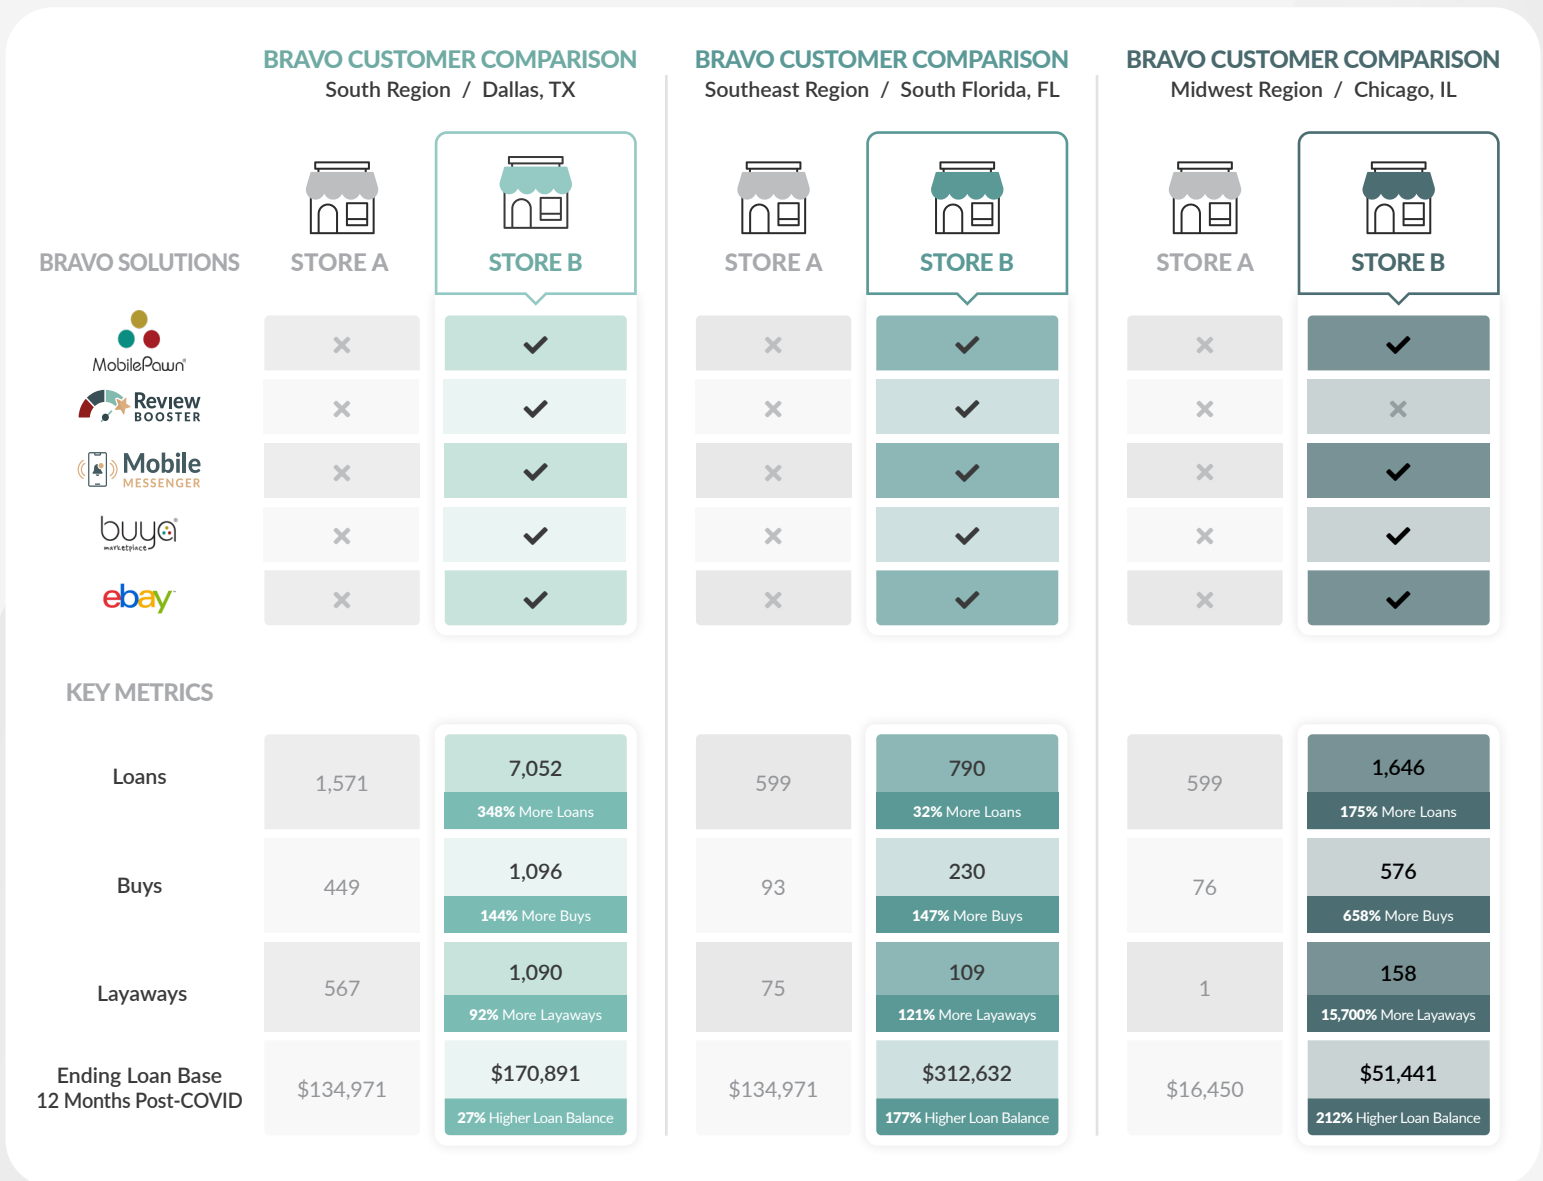 BRAVO CUSTOMER COMPARISON
South Region / Dallas, TX
BRAVO CUSTOMER COMPARISON
Southeast Region / South Florida, FL
BRAVO CUSTOMER COMPARISON
Midwest Region / Chicago, IL
BRAVO SOLUTIONS
STORE A
STORE B
STORE A
STORE B
STORE A
STORE B
MobilePawn®
Review
BOOSTER
Mobile
MESSENGER
buya®
marketplace
ebay™
KEY METRICS
Loans
1,571
7,052
348% More Loans
599
790
32% More Loans
599
1,646
175% More Loans
Buys
449
1,096
144% More Buys
93
230
147% More Buys
76
576
658% More Buys
Layaways
567
1,090
92% More Layaways
75
109
121% More Layaways
1
158
15,700% More Layaways
Ending Loan Base
12 Months Post-COVID
$134,971
$170,891
27% Higher Loan Balance
$134,971
$312,632
177% Higher Loan Balance
$16,450
$51,441
212% Higher Loan Balance